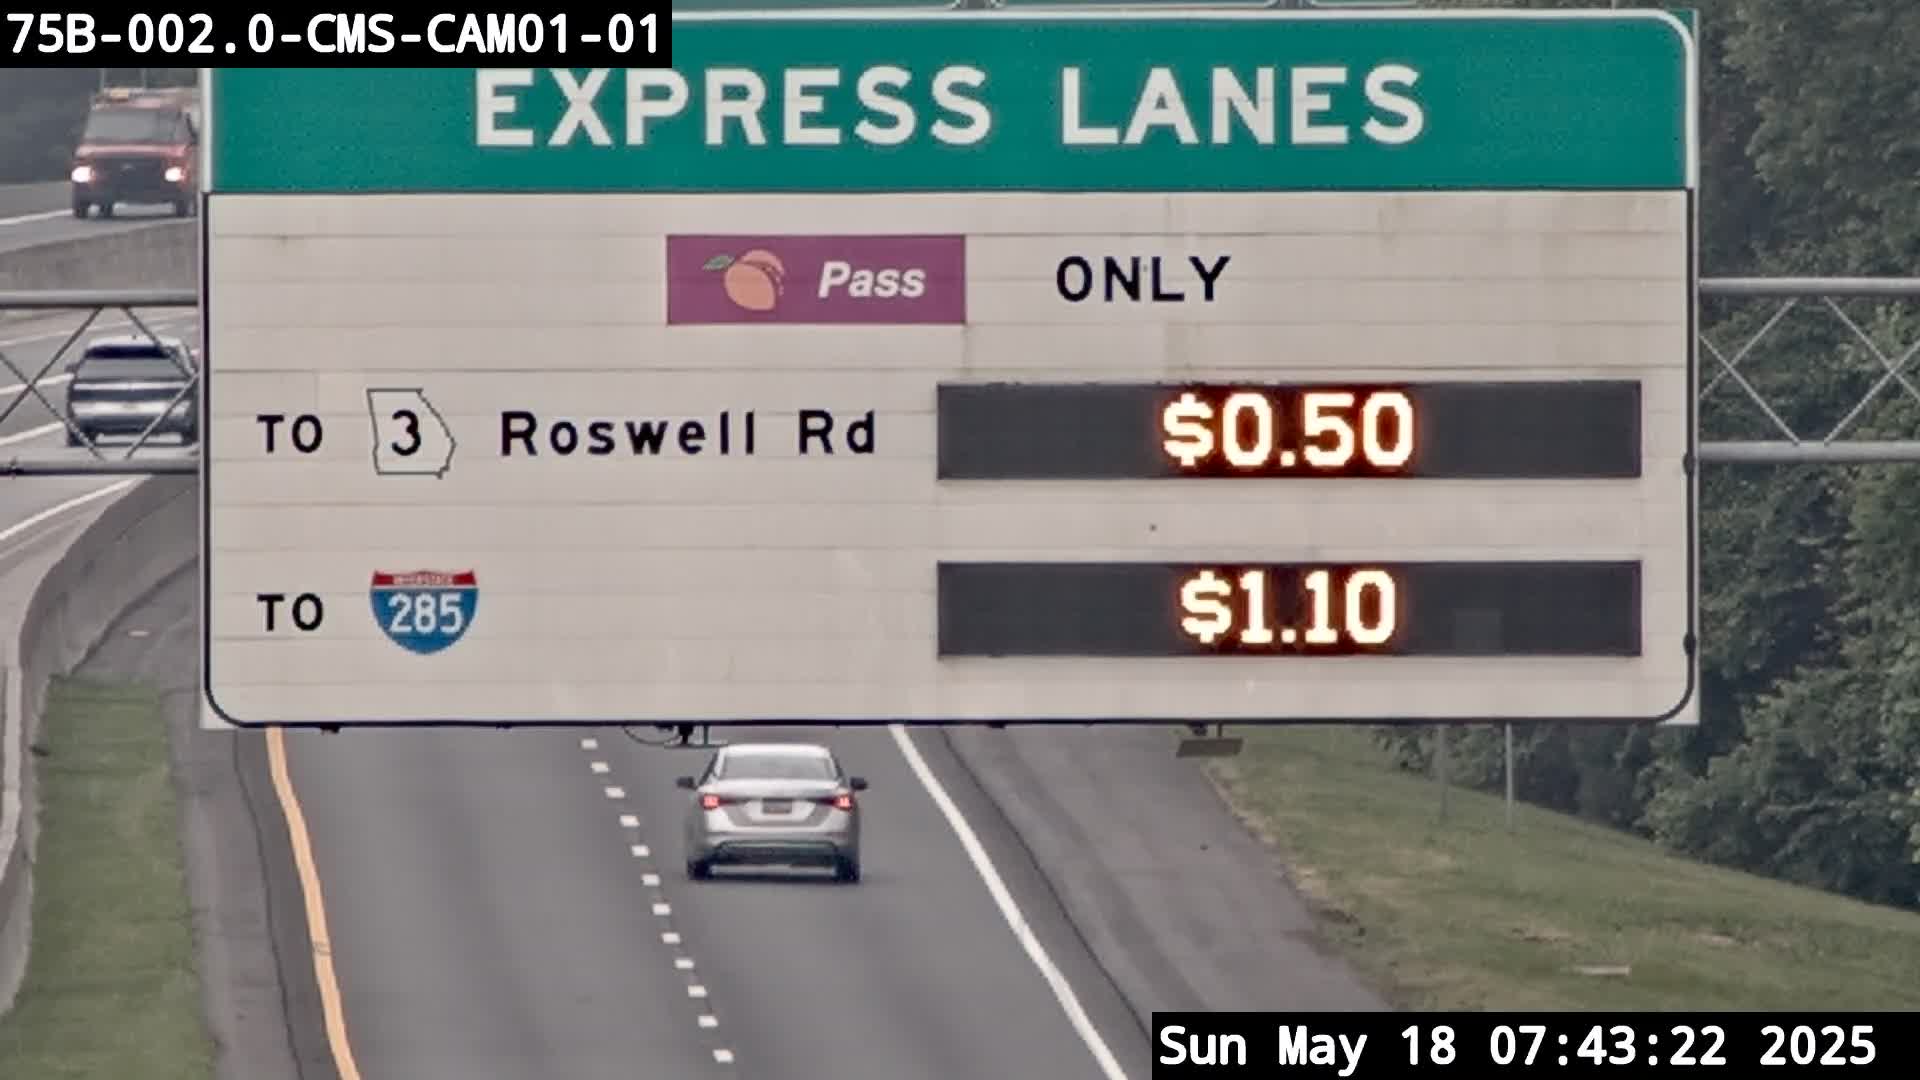 75B-002.0-CMS-CAM01-01
EXPRESS LANES
Pass ONLY
TO 3 Roswell Rd $0.50
INTERSTATE
TO 285 $1.10
Sun May 18 07:43:22 2025